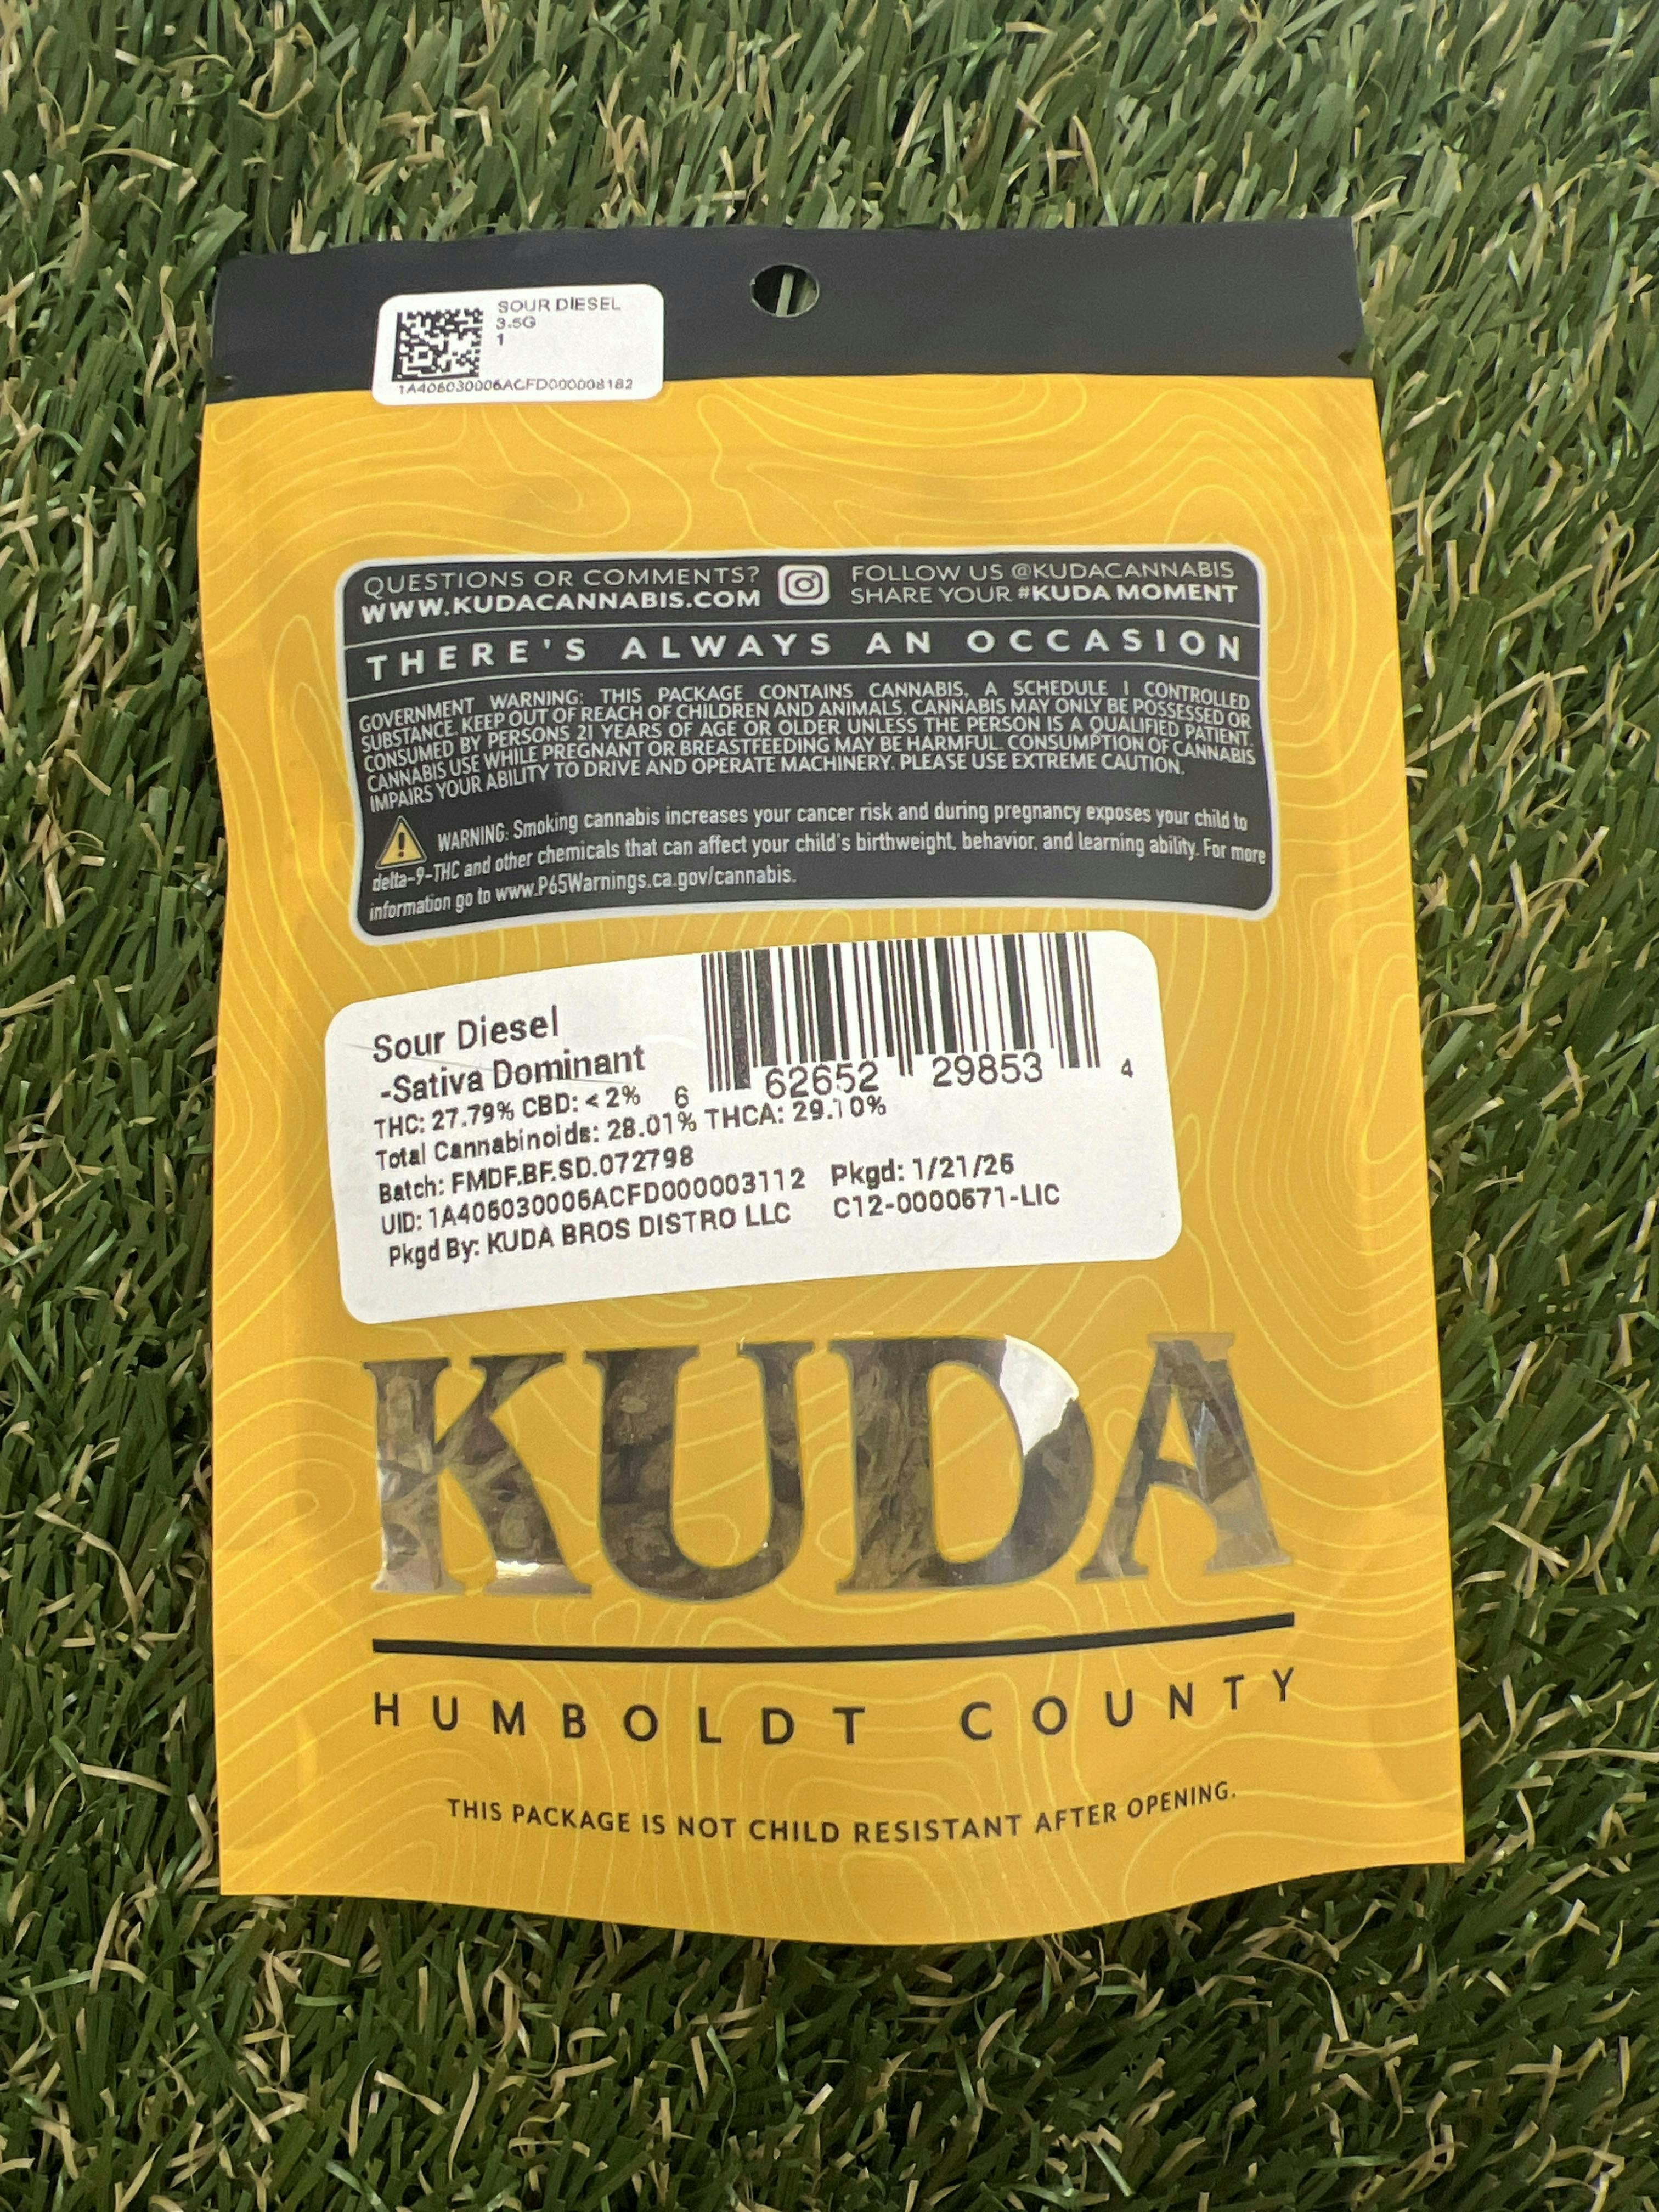 SOUR DIESEL
3.5G
1
1A406030006ACFD000008182
QUESTIONS OR COMMENTS?
WWW.KUDACANNABIS.COM
FOLLOW US @KUDACANNABIS
SHARE YOUR #KUDA MOMENT
THERE'S ALWAYS AN OCCASION
GOVERNMENT WARNING: THIS PACKAGE CONTAINS CANNABIS, A SCHEDULE I CONTROLLED
SUBSTANCE. KEEP OUT OF REACH OF CHILDREN AND ANIMALS. CANNABIS MAY ONLY BE POSSESSED OR
CONSUMED BY PERSONS 21 YEARS OF AGE OR OLDER UNLESS THE PERSON IS A QUALIFIED PATIENT.
CANNABIS USE WHILE PREGNANT OR BREASTFEEDING MAY BE HARMFUL. CONSUMPTION OF CANNABIS
IMPAIRS YOUR ABILITY TO DRIVE AND OPERATE MACHINERY. PLEASE USE EXTREME CAUTION.
WARNING: Smoking cannabis increases your cancer risk and during pregnancy exposes your child to
delta-9-THC and other chemicals that can affect your child's birthweight, behavior, and learning ability. For more
information go to www.P65Warnings.ca.gov/cannabis.
Sour Diesel
-Sativa Dominant
6 62652 29853 4
THC: 27.79% CBD: < 2%
Total Cannabinoids: 28.01% THCA: 29.10%
Batch: FMDF.BF.SD.072798
UID: 1A406030006ACFD000003112 Pkgd: 1/21/26
Pkgd By: KUDA BROS DISTRO LLC C12-0000671-LIC
KUDA
HUMBOLDT COUNTY
THIS PACKAGE IS NOT CHILD RESISTANT AFTER OPENING.